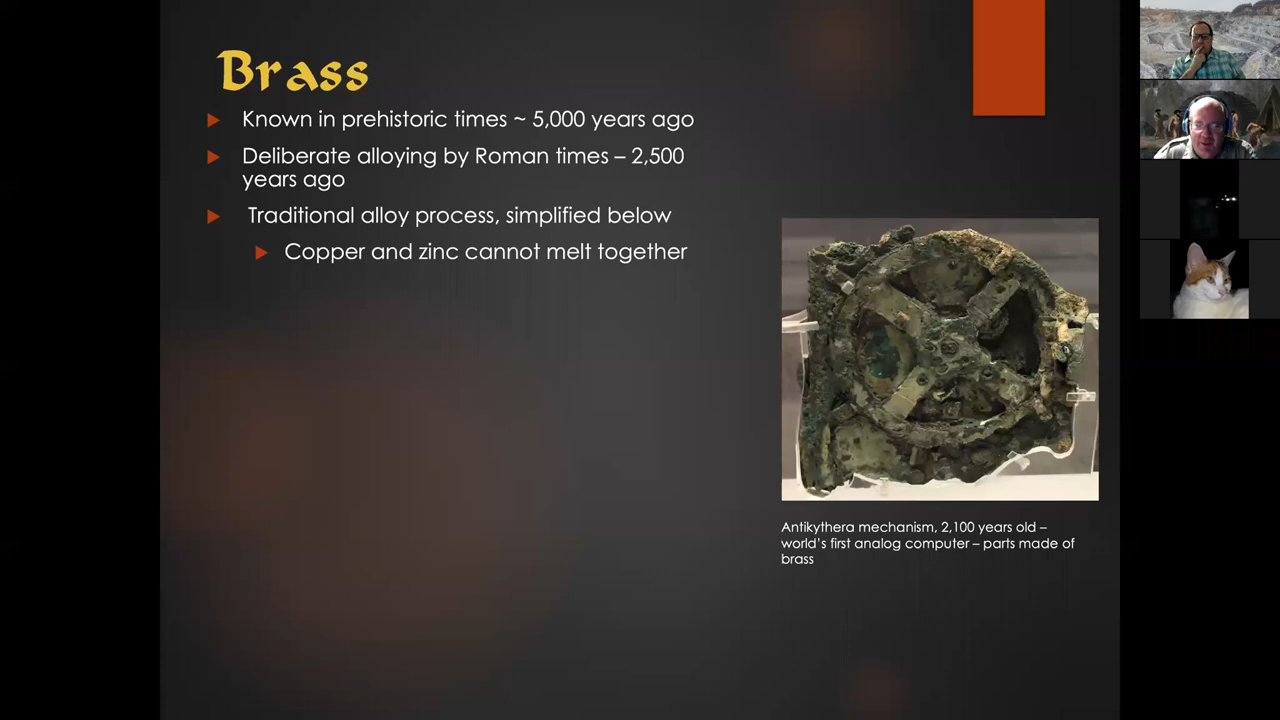 Brass
Known in prehistoric times ~ 5,000 years ago
Deliberate alloying by Roman times – 2,500
years ago
Traditional alloy process, simplified below
Copper and zinc cannot melt together
Antikythera mechanism, 2,100 years old –
world's first analog computer – parts made of
brass